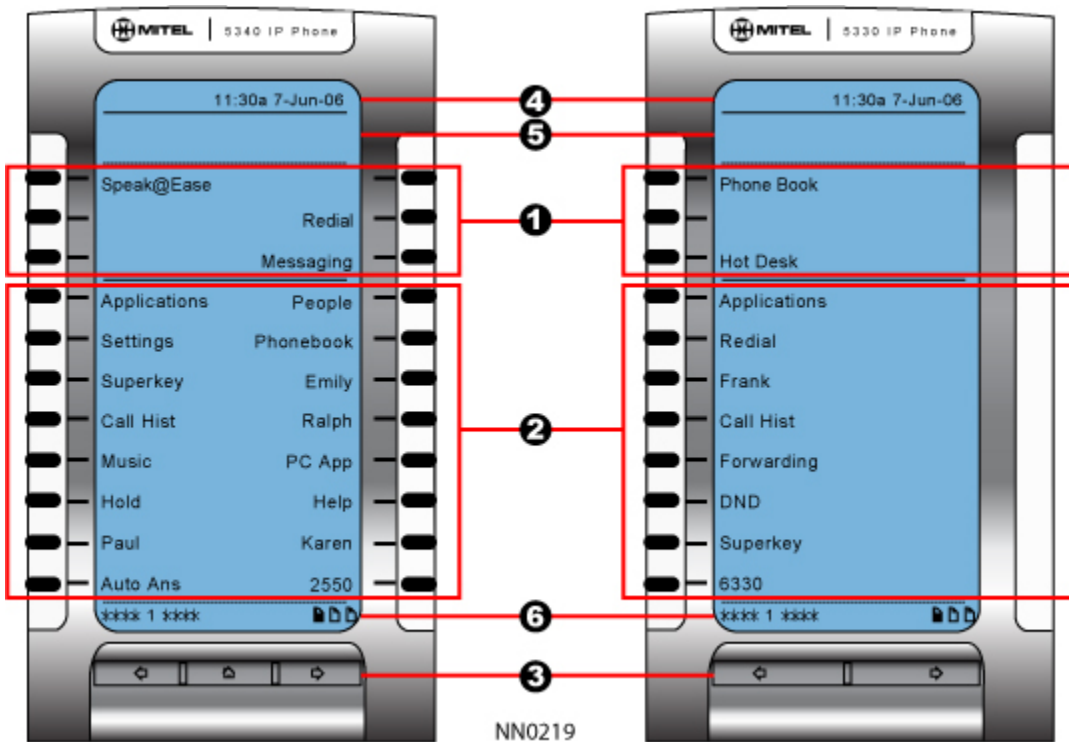 MITEL | 5340 IP Phone
11:30a 7-Jun-06
Speak@Ease
Redial
Messaging
Applications People
Settings Phonebook
Superkey Emily
Call Hist Ralph
Music PC App
Hold Help
Paul Karen
Auto Ans 2550
**** 1 ****
4
5
1
2
6
3
NN0219
MITEL | 5330 IP Phone
11:30a 7-Jun-06
Phone Book
Hot Desk
Applications
Redial
Frank
Call Hist
Forwarding
DND
Superkey
6330
**** 1 ****